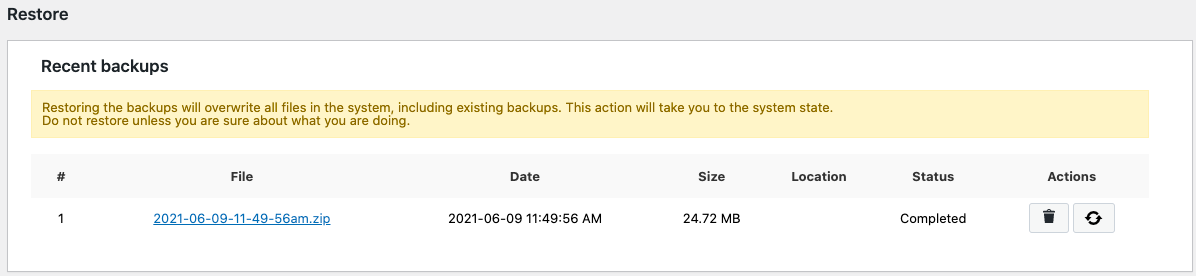 Restore
Recent backups
Restoring the backups will overwrite all files in the system, including existing backups. This action will take you to the system state.
Do not restore unless you are sure about what you are doing.
# File Date Size Location Status Actions
1 2021-06-09-11-49-56am.zip 2021-06-09 11:49:56 AM 24.72 MB Completed